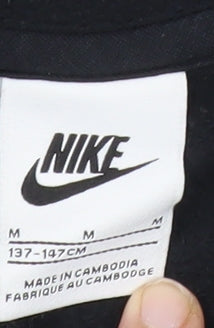 NIKE
M M M
137-147CM
MADE IN CAMBODIA
FABRIQUE AU CAMBODGE